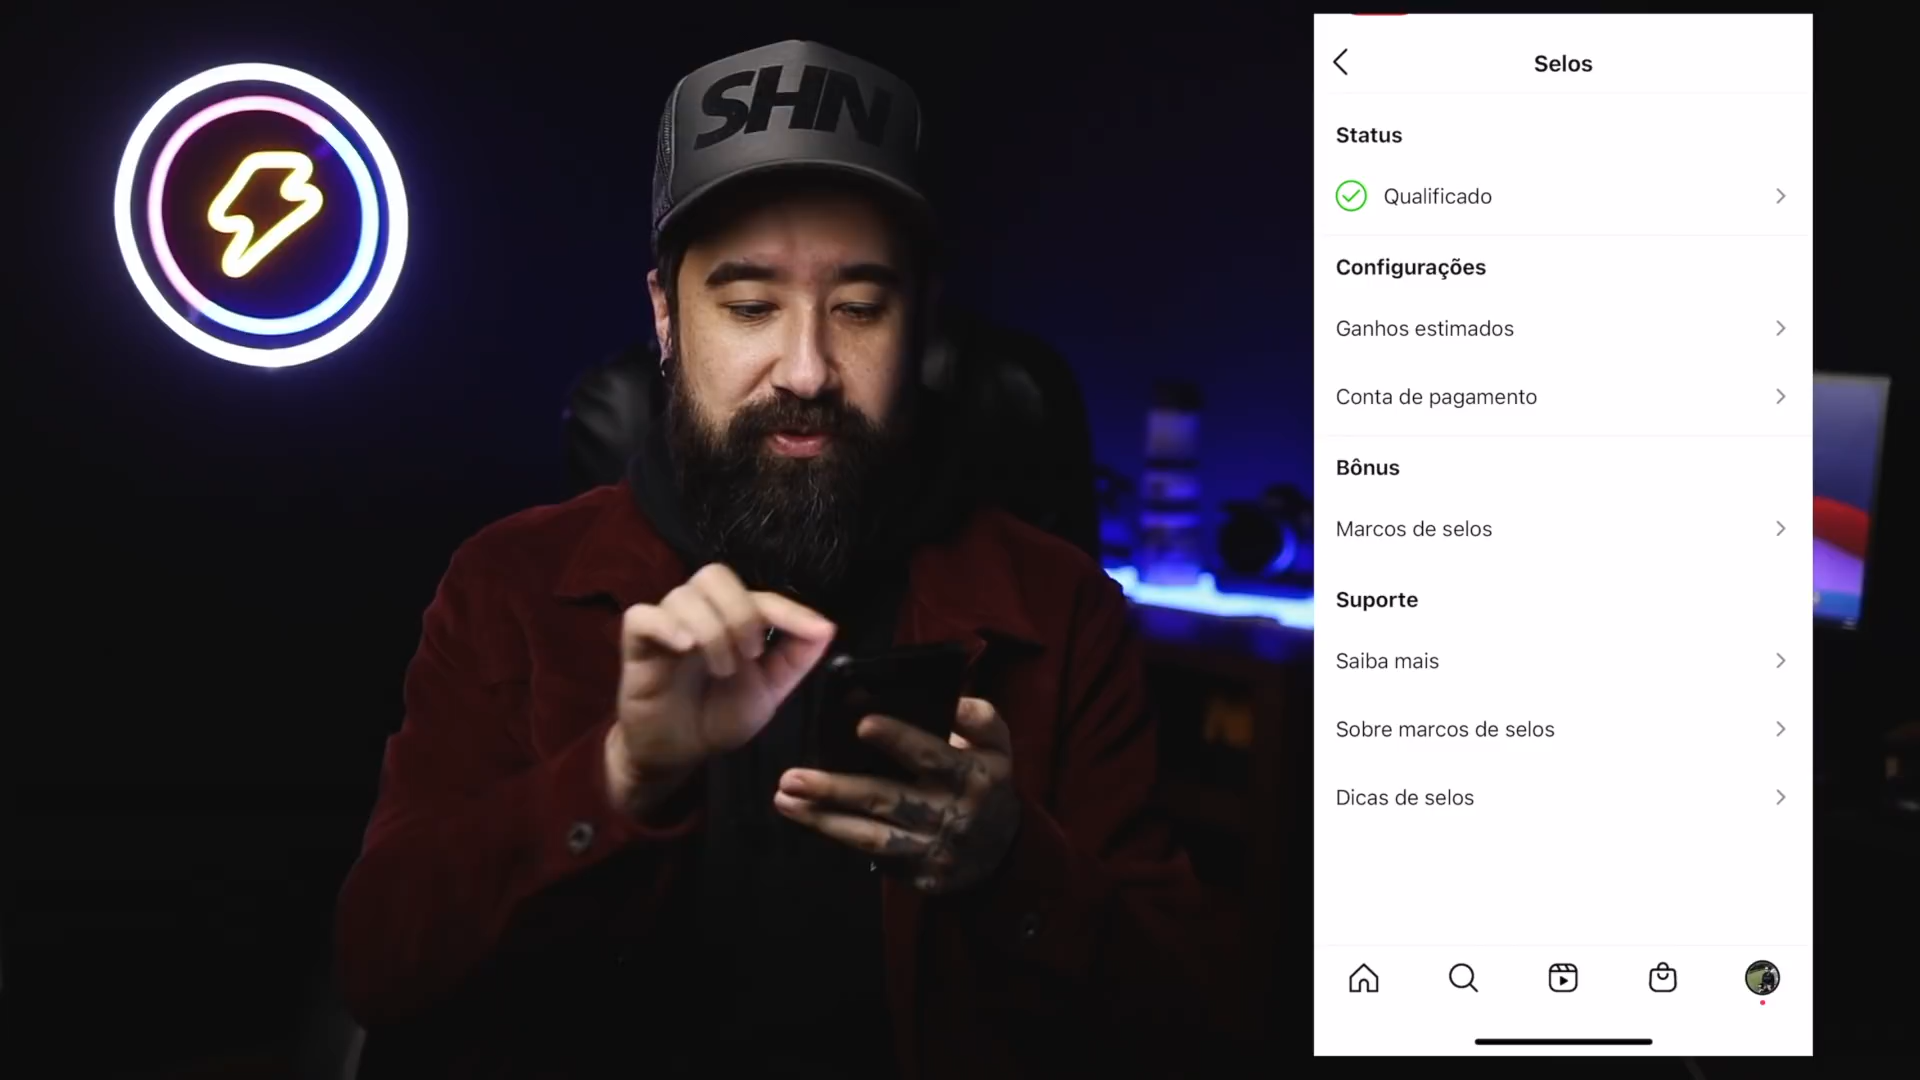 SHN
Selos
Status
Qualificado
Configurações
Ganhos estimados
Conta de pagamento
Bônus
Marcos de selos
Suporte
Saiba mais
Sobre marcos de selos
Dicas de selos